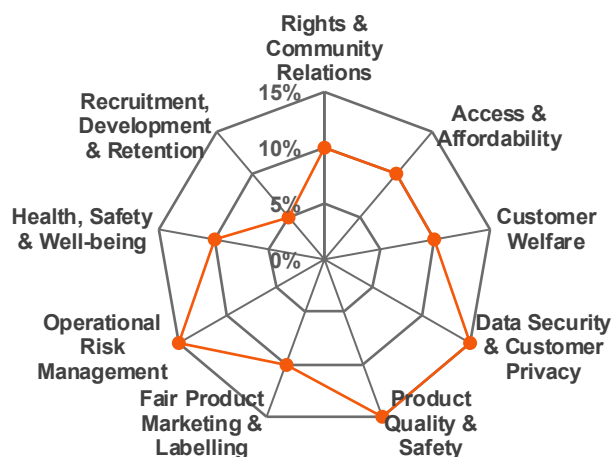 Rights &
Community
Relations
15%
10%
5%
0%
Access &
Affordability
Customer
Welfare
Data Security
& Customer
Privacy
Product
Quality &
Safety
Fair Product
Marketing &
Labelling
Operational
Risk
Management
Health, Safety
& Well-being
Recruitment,
Development
& Retention